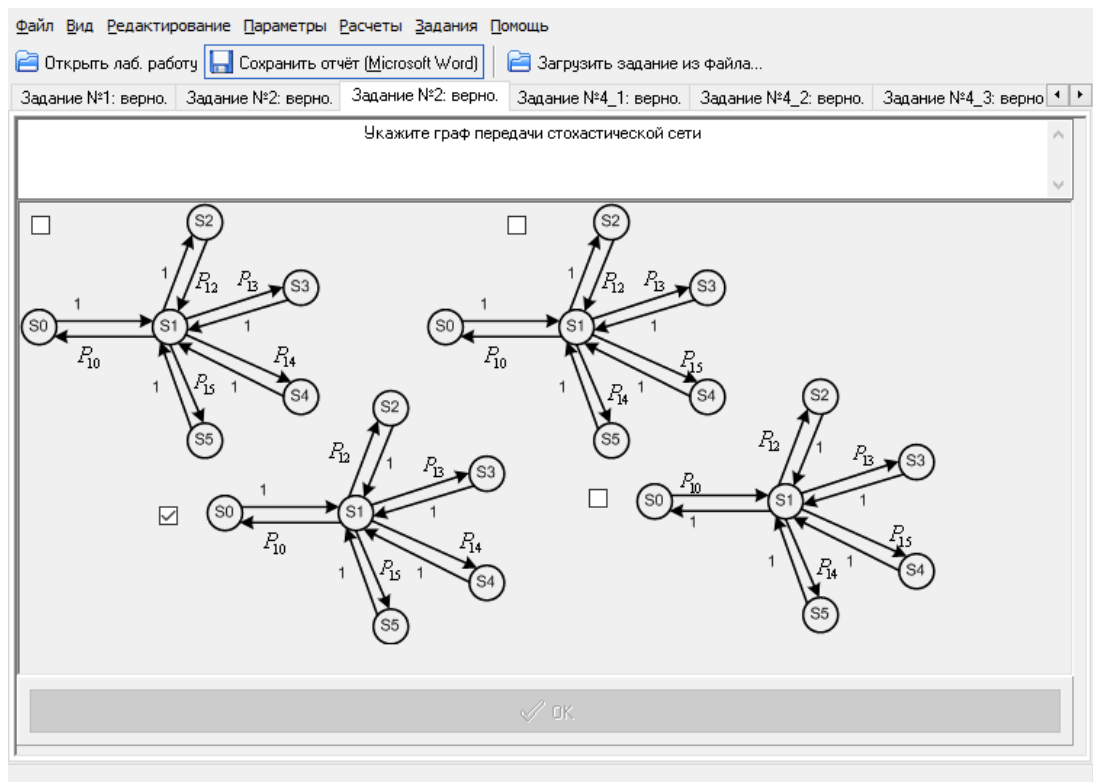 Файл Вид Редактирование Параметры Расчеты Задания Помощь
Открыть лаб. работу Сохранить отчёт (Microsoft Word) Загрузить задание из файла...
Задание №1: верно. Задание №2: верно. Задание №2: верно. Задание №4_1: верно. Задание №4_2: верно. Задание №4_3: верно
Укажите граф передачи стохастической сети
S2 S2
1 P12 P13 S3 1 P12 P13 S3
1 1
S0 S1 1 S0 S1 1
P10 P14 P10 P15
1 P15 1 S4 1 P14 1 S4
S5 S2 S5 S2
P12 1 P13 S3 P12 1 P13 S3
1 P10
S0 S1 1 S0 S1 1
P10 P14 1 P15
1 P15 1 S4 1 P14 1 S4
S5 S5
OK